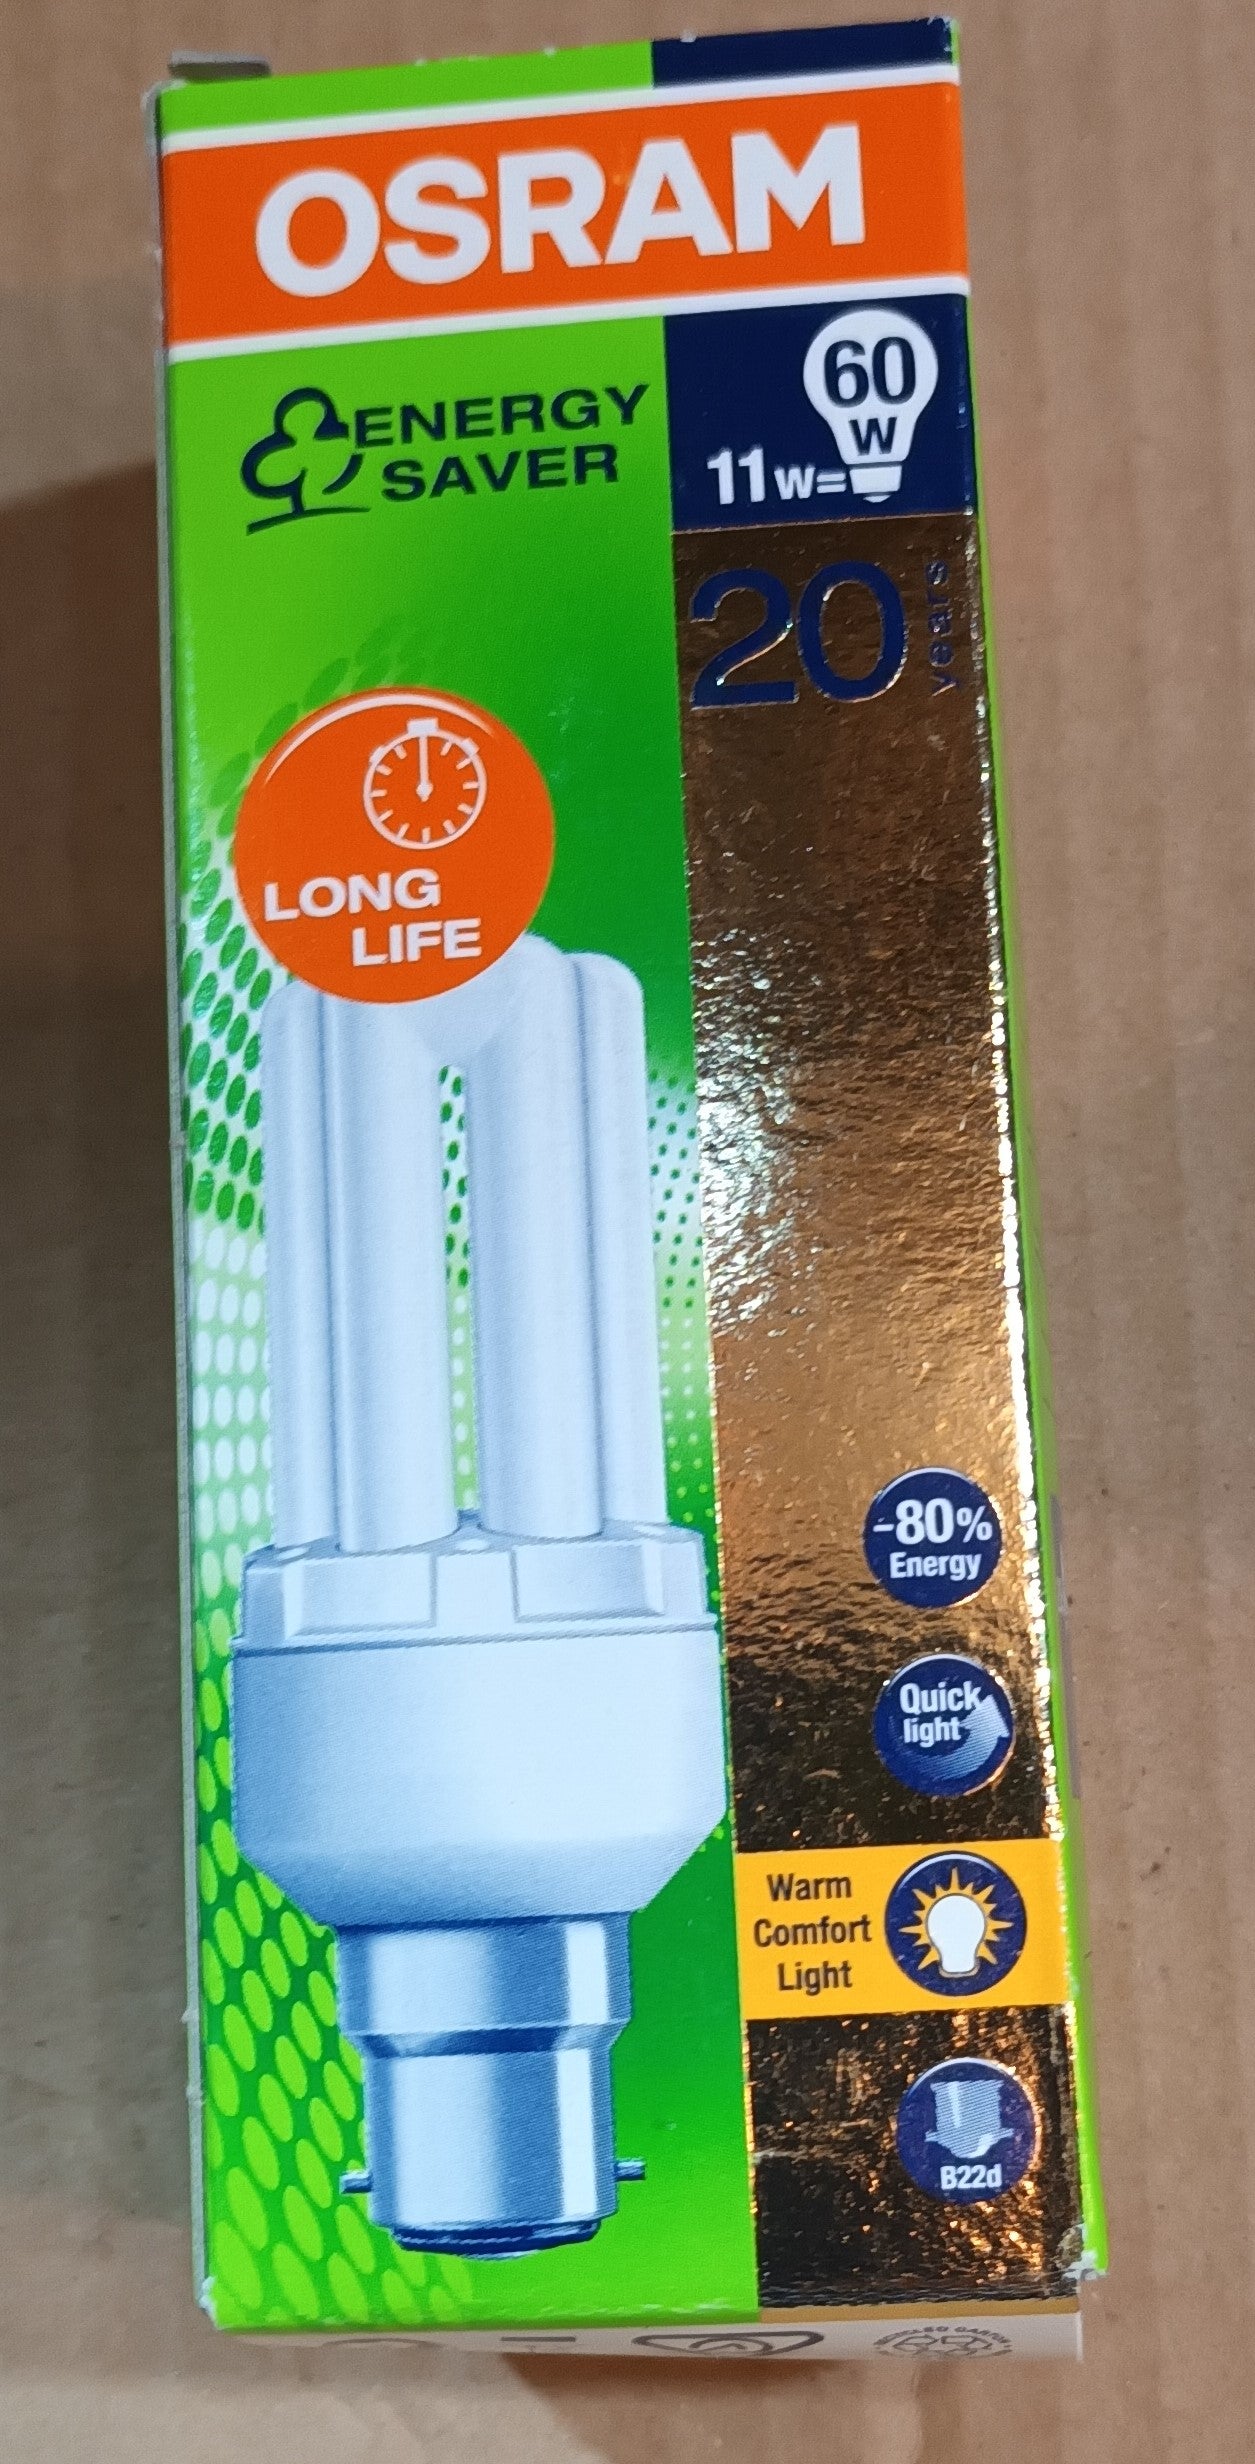 OSRAM
ENERGY
SAVER
60
W
11W=
20 years
LONG
LIFE
-80%
Energy
Quick
light
Warm
Comfort
Light
B22d